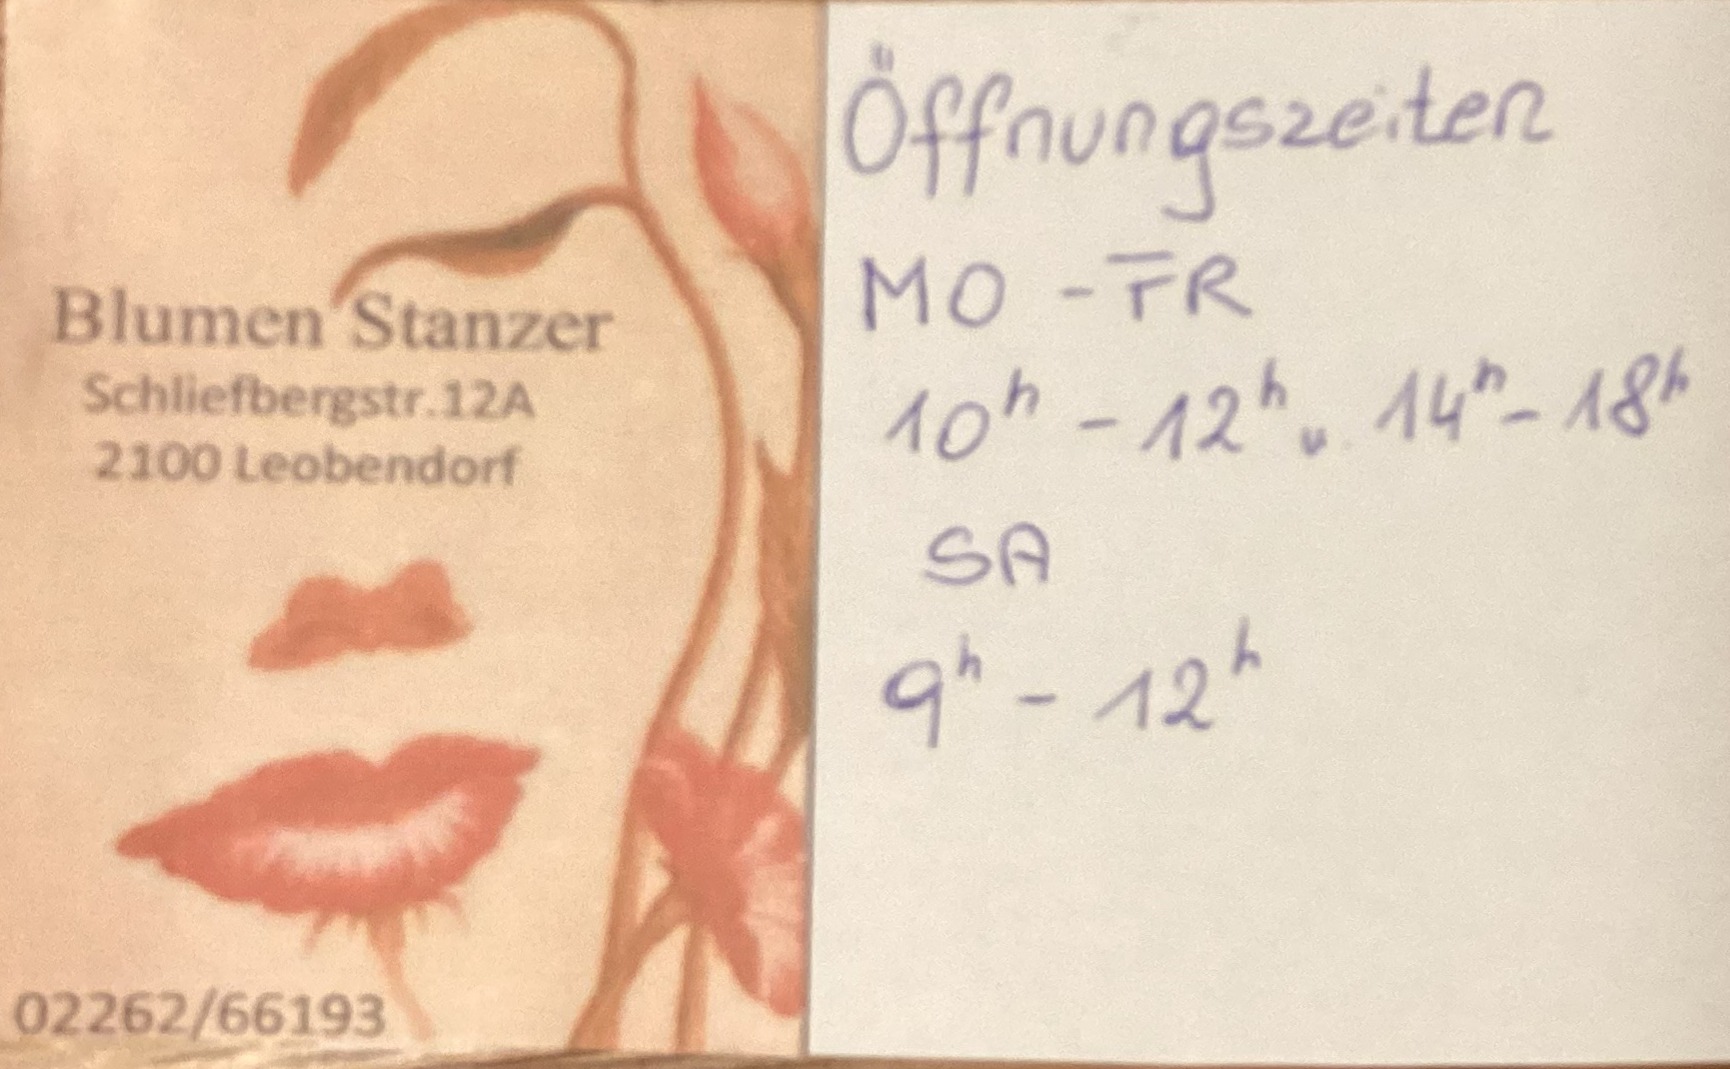 Blumen Stanzer
Schliefbergstr.12A
2100 Leobendorf
02262/66193
Öffnungszeiten
MO - FR
10h - 12h u. 14h - 18h
SA
9h - 12h